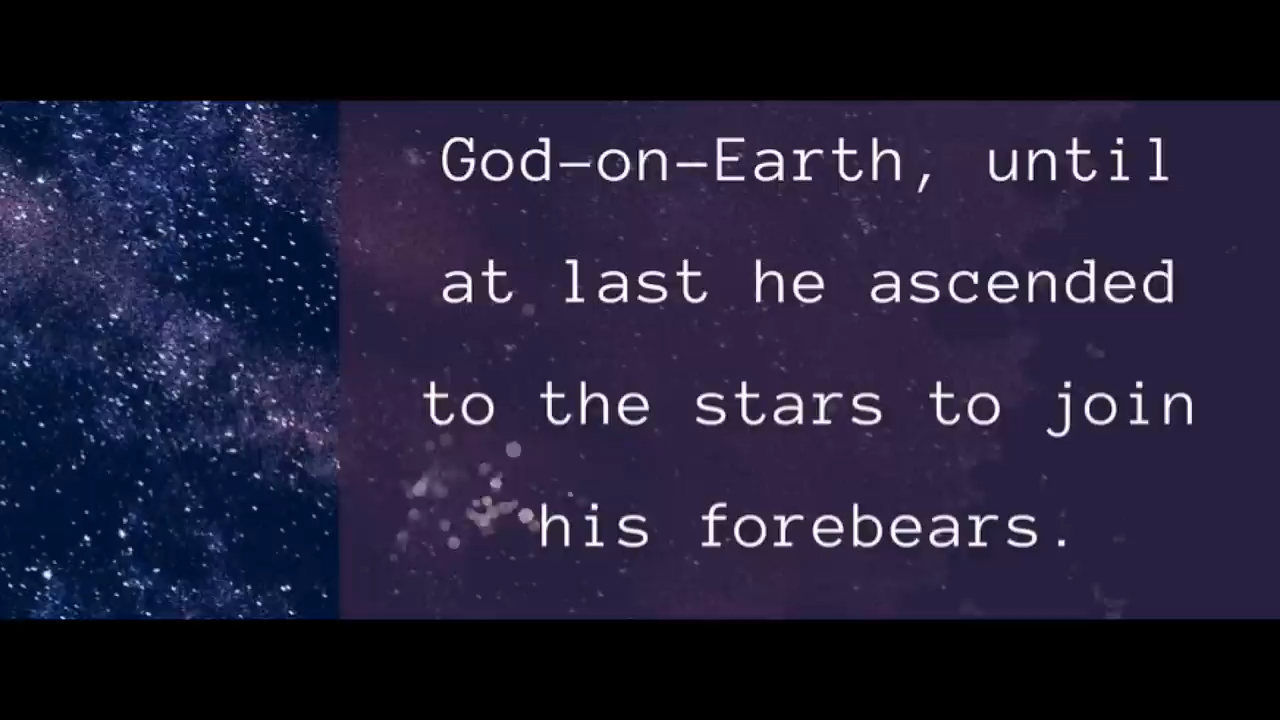 God-on-Earth, until
at last he ascended
to the stars to join
his forebears.